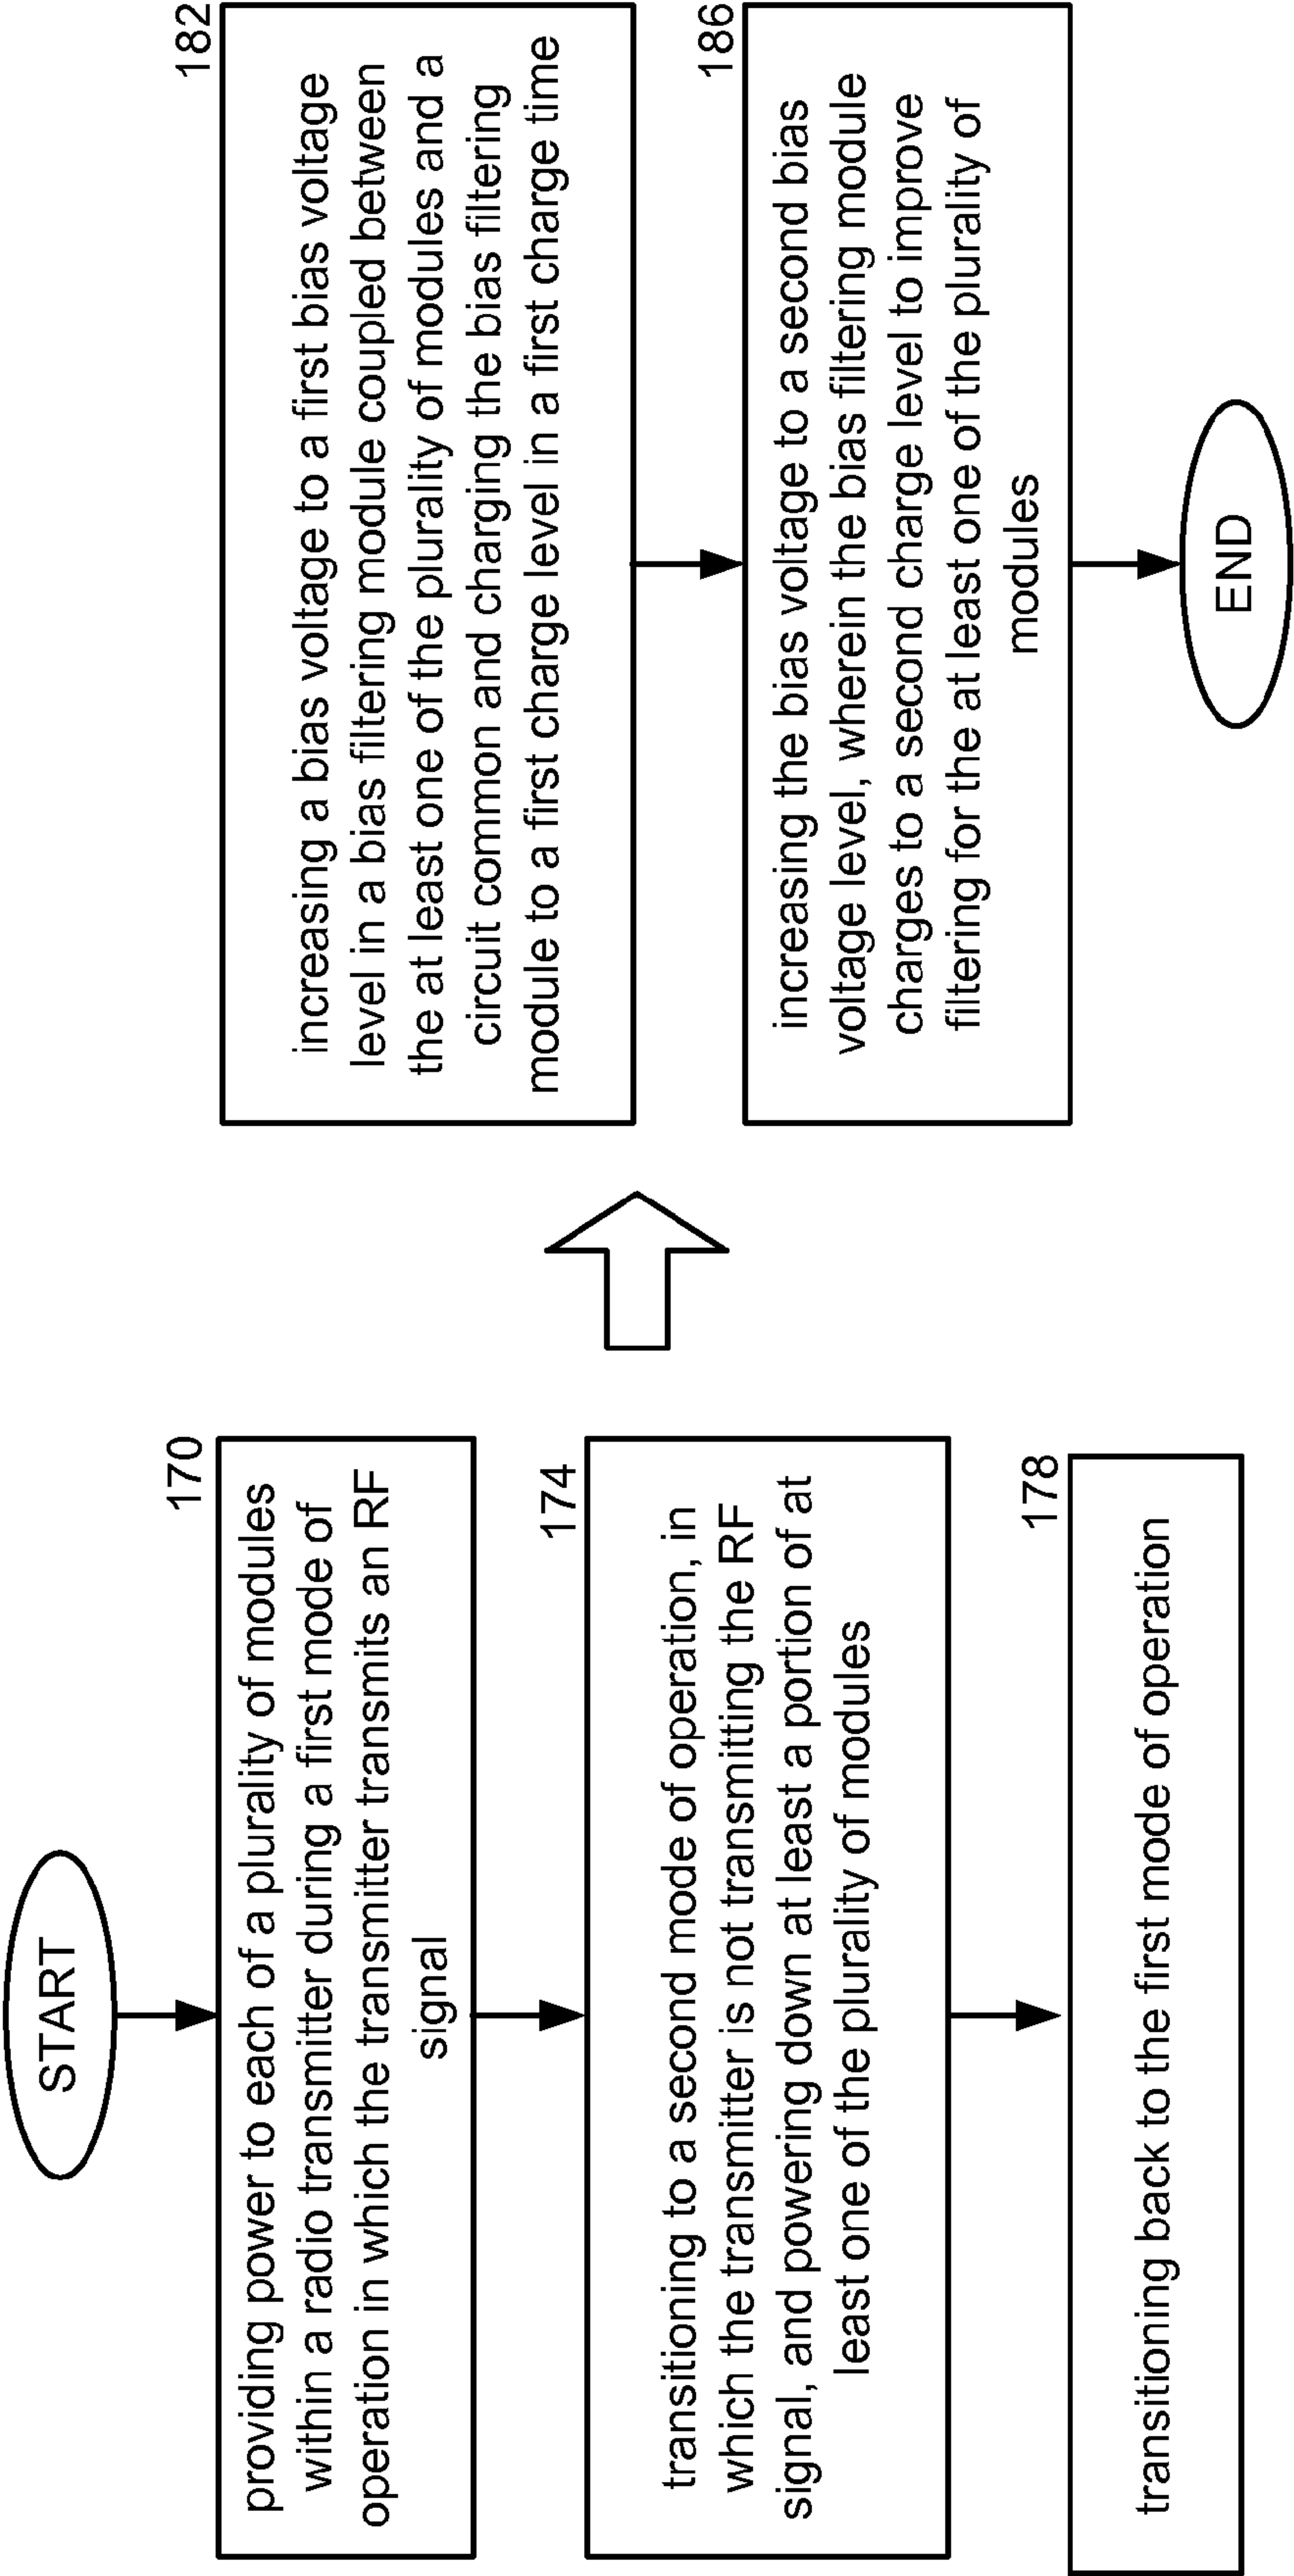 START
170
providing power to each of a plurality of modules
within a radio transmitter during a first mode of
operation in which the transmitter transmits an RF
signal
174
transitioning to a second mode of operation, in
which the transmitter is not transmitting the RF
signal, and powering down at least a portion of at
least one of the plurality of modules
178
transitioning back to the first mode of operation
182
increasing a bias voltage to a first bias voltage
level in a bias filtering module coupled between
the at least one of the plurality of modules and a
circuit common and charging the bias filtering
module to a first charge level in a first charge time
186
increasing the bias voltage to a second bias
voltage level, wherein the bias filtering module
charges to a second charge level to improve
filtering for the at least one of the plurality of
modules
END